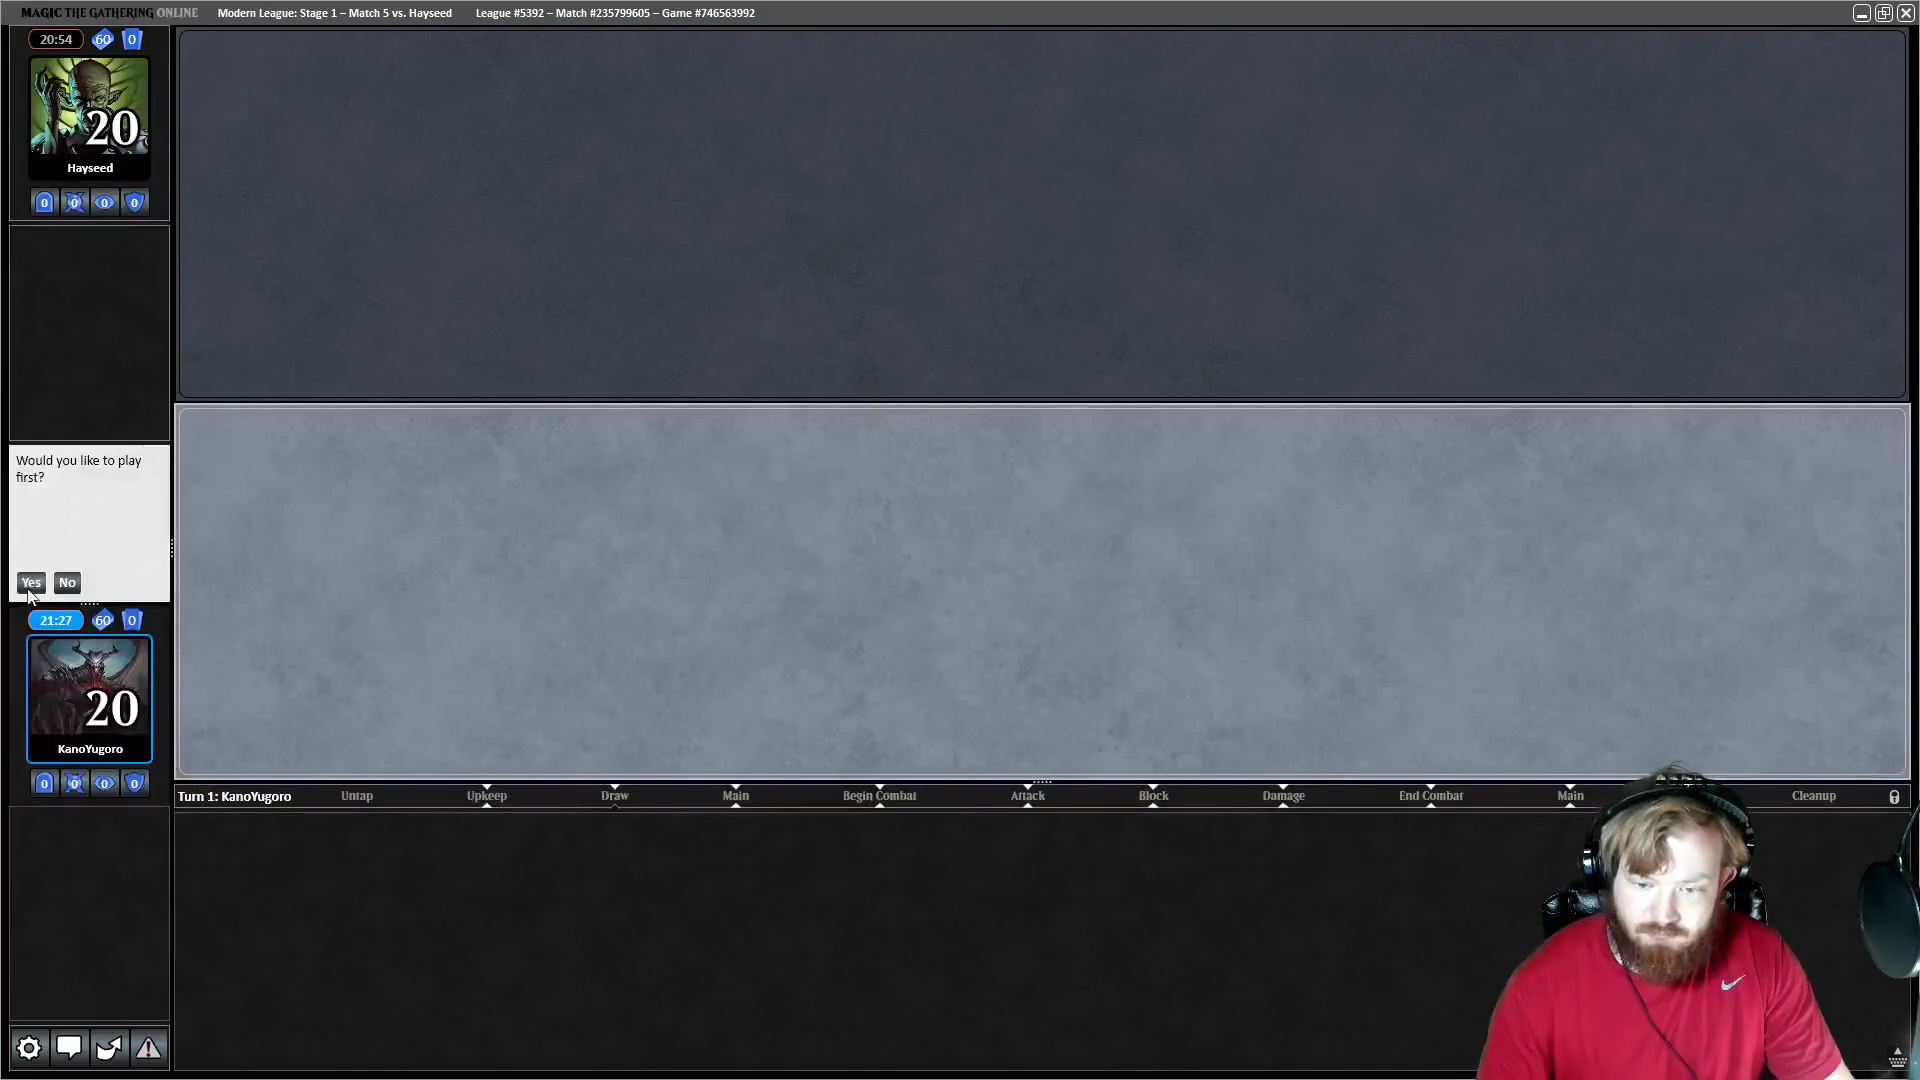 MAGIC THE GATHERING ONLINE Modern League: Stage 1 – Match 5 vs. Hayseed League #5392 – Match #235799605 – Game #746563992
20:54 60 0
20
Hayseed
0 0 0 0
Would you like to play
first?
Yes No
21:27 60 0
20
KanoYugoro
0 0 0 0
Turn 1: KanoYugoro Untap Upkeep Draw Main Begin Combat Attack Block Damage End Combat Main Cleanup